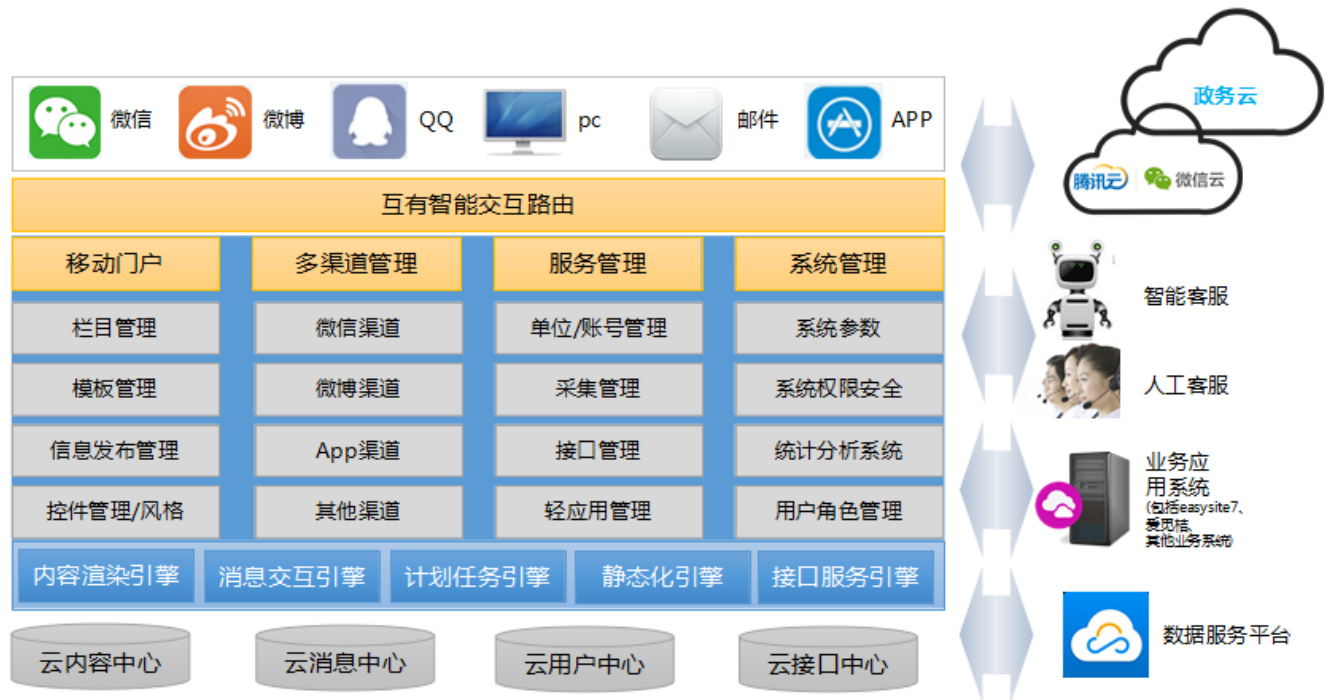 政务云
微信 微博 QQ pc 邮件 APP
腾讯云 微信云
互有智能交互路由
移动门户 多渠道管理 服务管理 系统管理
智能客服
栏目管理 微信渠道 单位/账号管理 系统参数
模板管理 微博渠道 采集管理 系统权限安全
人工客服
信息发布管理 App渠道 接口管理 统计分析系统
业务应
用系统
(包括easysite7、
爱觅桔、
其他业务系统)
控件管理/风格 其他渠道 轻应用管理 用户角色管理
内容渲染引擎 消息交互引擎 计划任务引擎 静态化引擎 接口服务引擎
数据服务平台
云内容中心 云消息中心 云用户中心 云接口中心